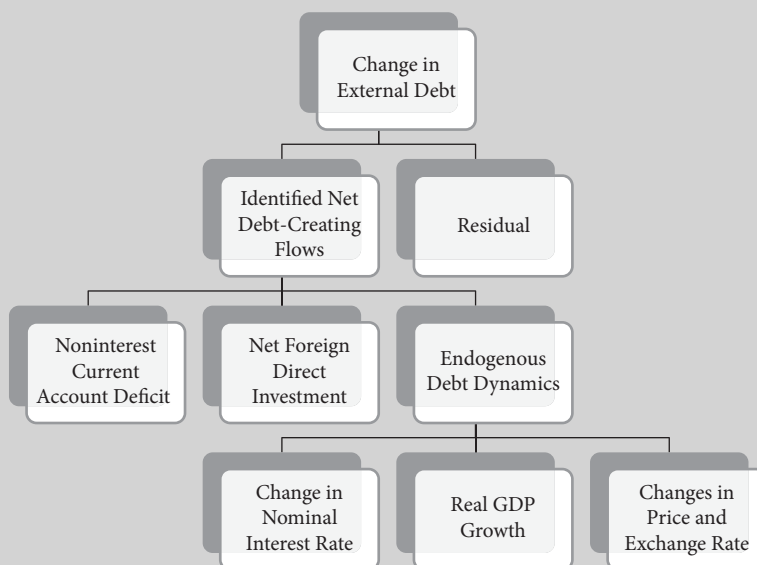 Change in
External Debt
Identified Net
Debt-Creating
Flows
Residual
Noninterest
Current
Account Deficit
Net Foreign
Direct
Investment
Endogenous
Debt Dynamics
Change in
Nominal
Interest Rate
Real GDP
Growth
Changes in
Price and
Exchange Rate